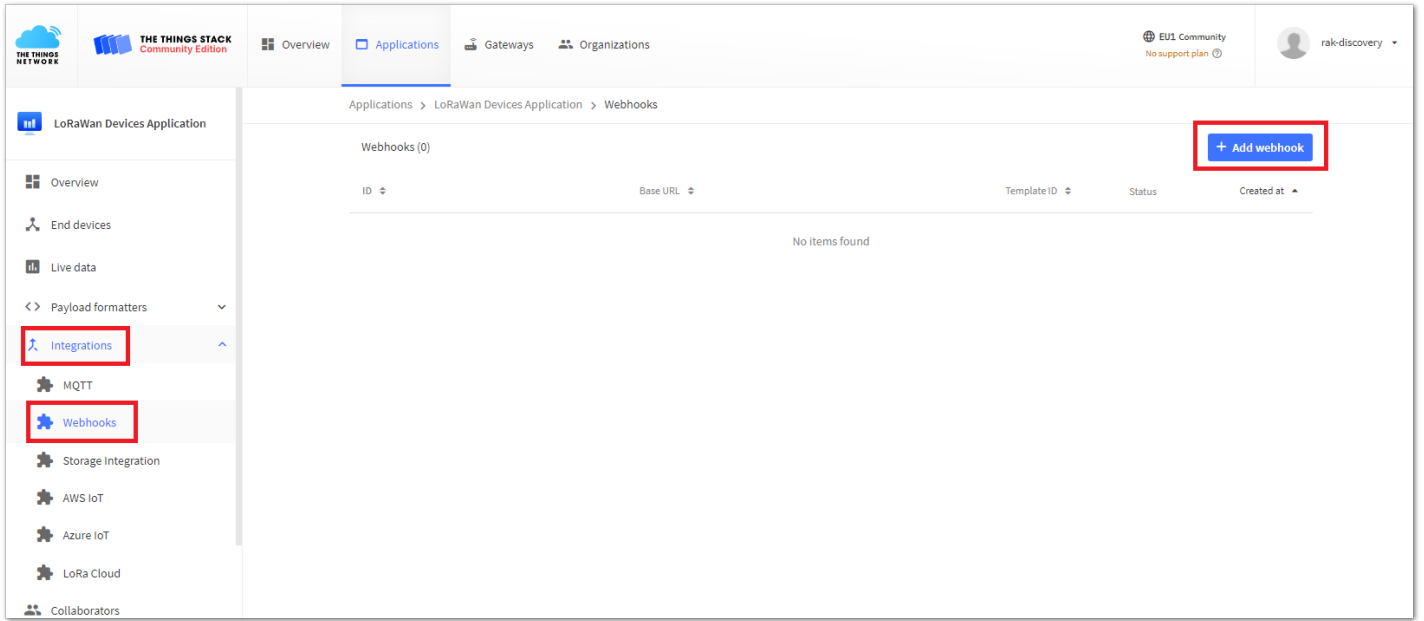 THE THINGS
NETWORK
THE THINGS STACK
Community Edition
Overview
Applications
Gateways
Organizations
EU1 Community
No support plan
rak-discovery
LoRaWan Devices Application
Overview
End devices
Live data
Payload formatters
Integrations
MQTT
Webhooks
Storage Integration
AWS IoT
Azure IoT
LoRa Cloud
Collaborators
Applications > LoRaWan Devices Application > Webhooks
Webhooks (0)
+ Add webhook
ID Base URL Template ID Status Created at
No items found